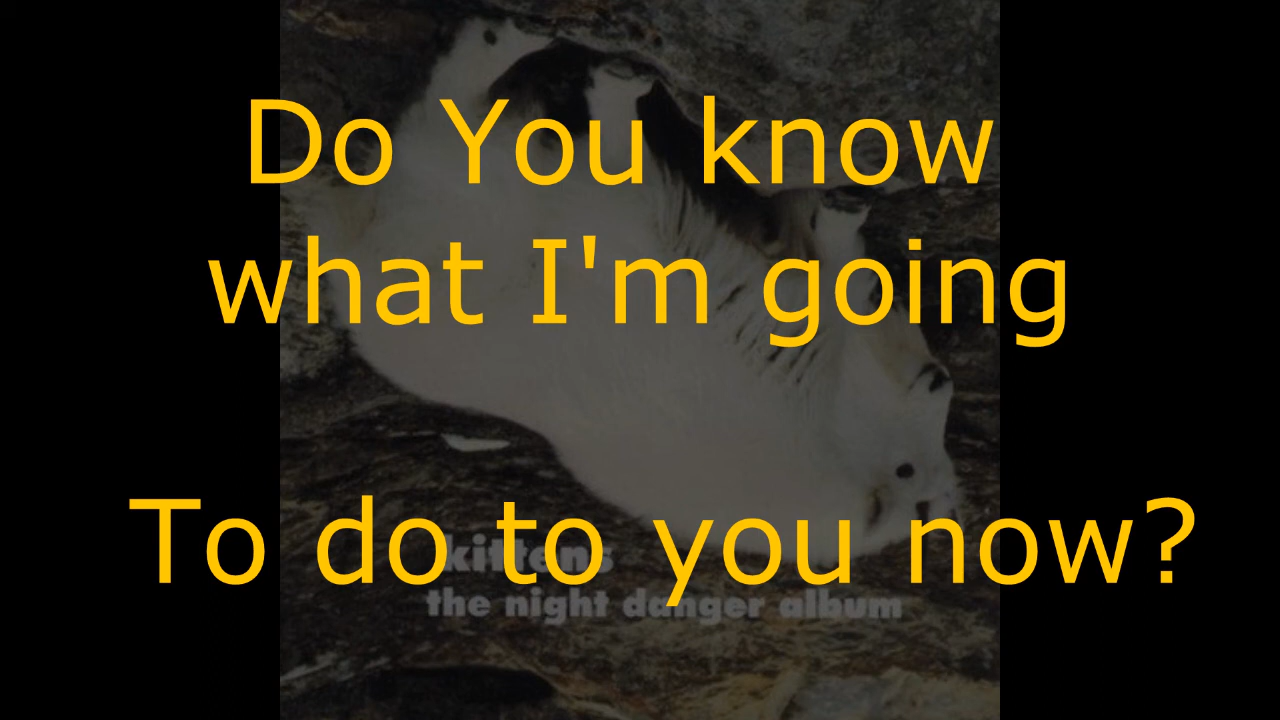 Do You know
what I'm going
To do to you now?
kittens
the night danger album